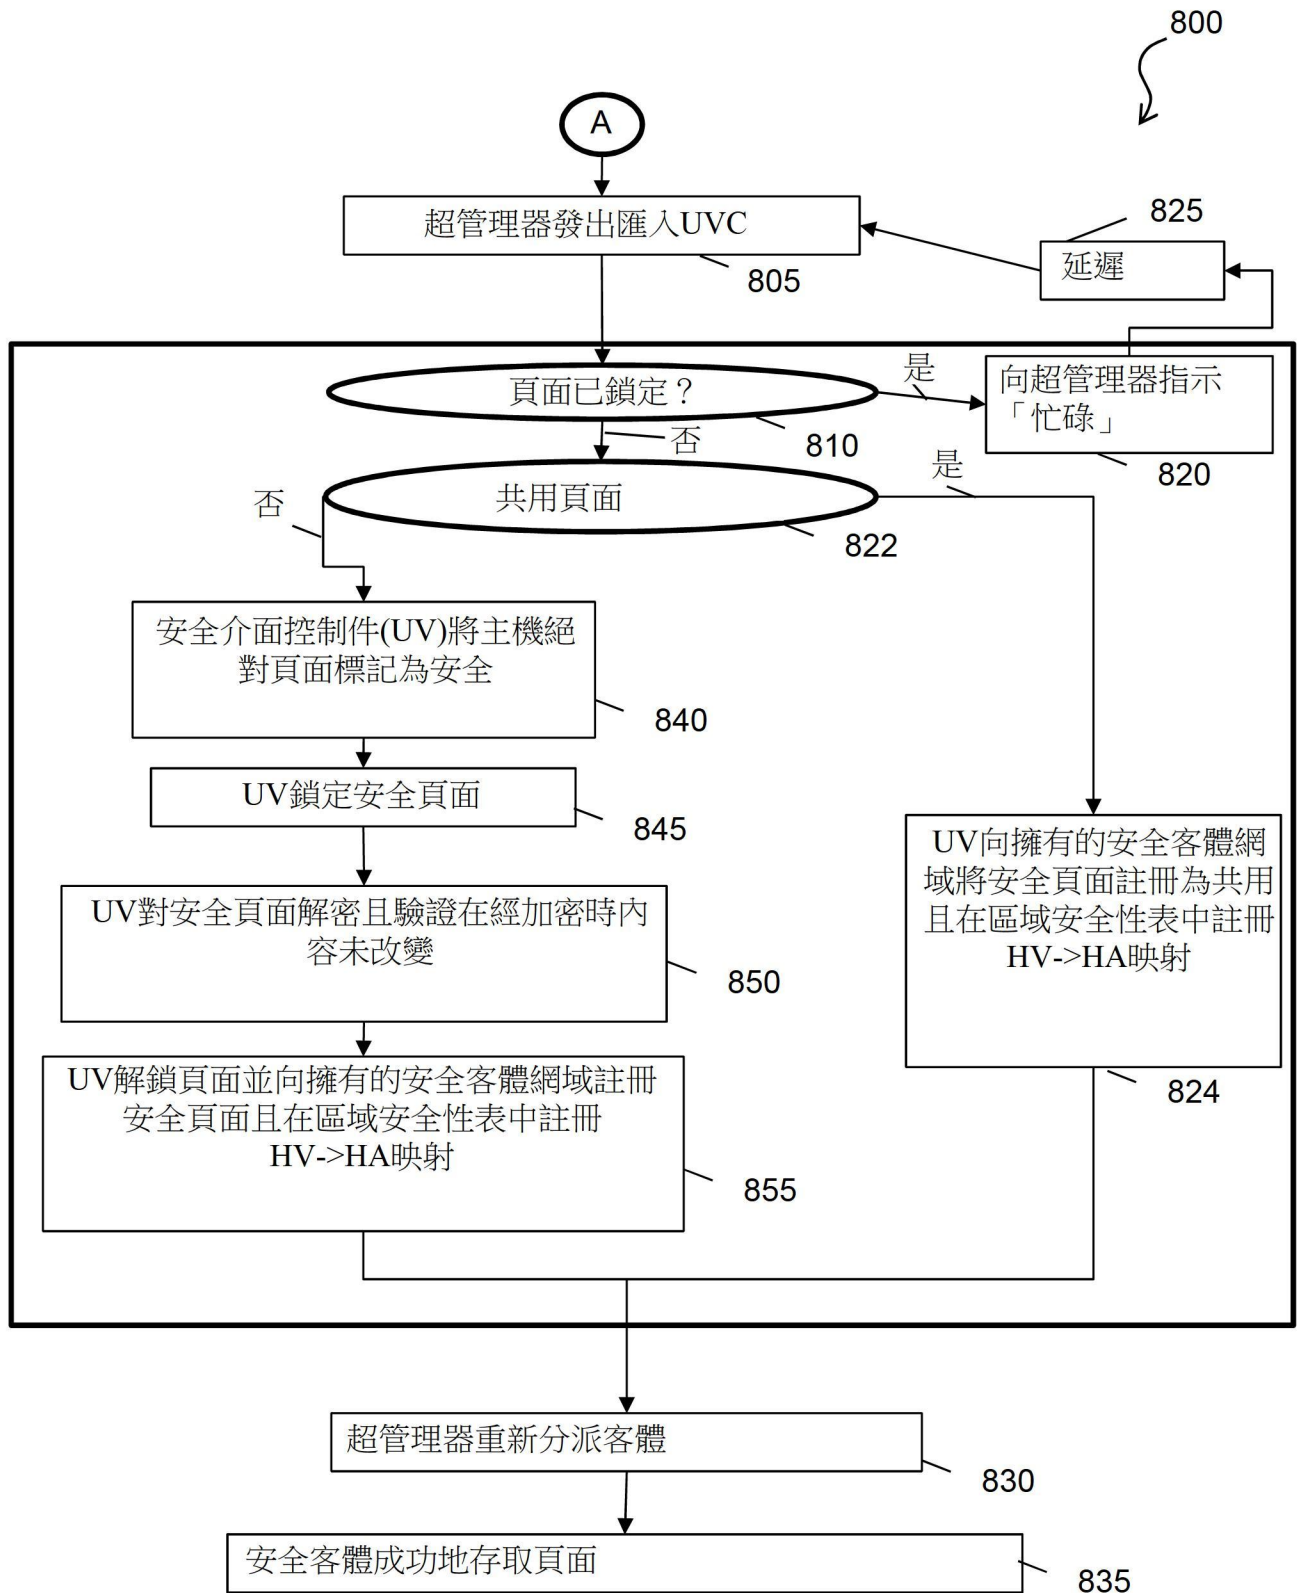 800
A
超管理器發出匯入UVC
805
825
延遲
頁面已鎖定？
810
是
向超管理器指示
「忙碌」
820
否
共用頁面
822
是
否
安全介面控制件(UV)將主機絕
對頁面標記為安全
840
UV鎖定安全頁面
845
UV對安全頁面解密且驗證在經加密時內
容未改變
850
UV解鎖頁面並向擁有的安全客體網域註冊
安全頁面且在區域安全性表中註冊
HV->HA映射
855
UV向擁有的安全客體網
域將安全頁面註冊為共用
且在區域安全性表中註冊
HV->HA映射
824
超管理器重新分派客體
830
安全客體成功地存取頁面
835